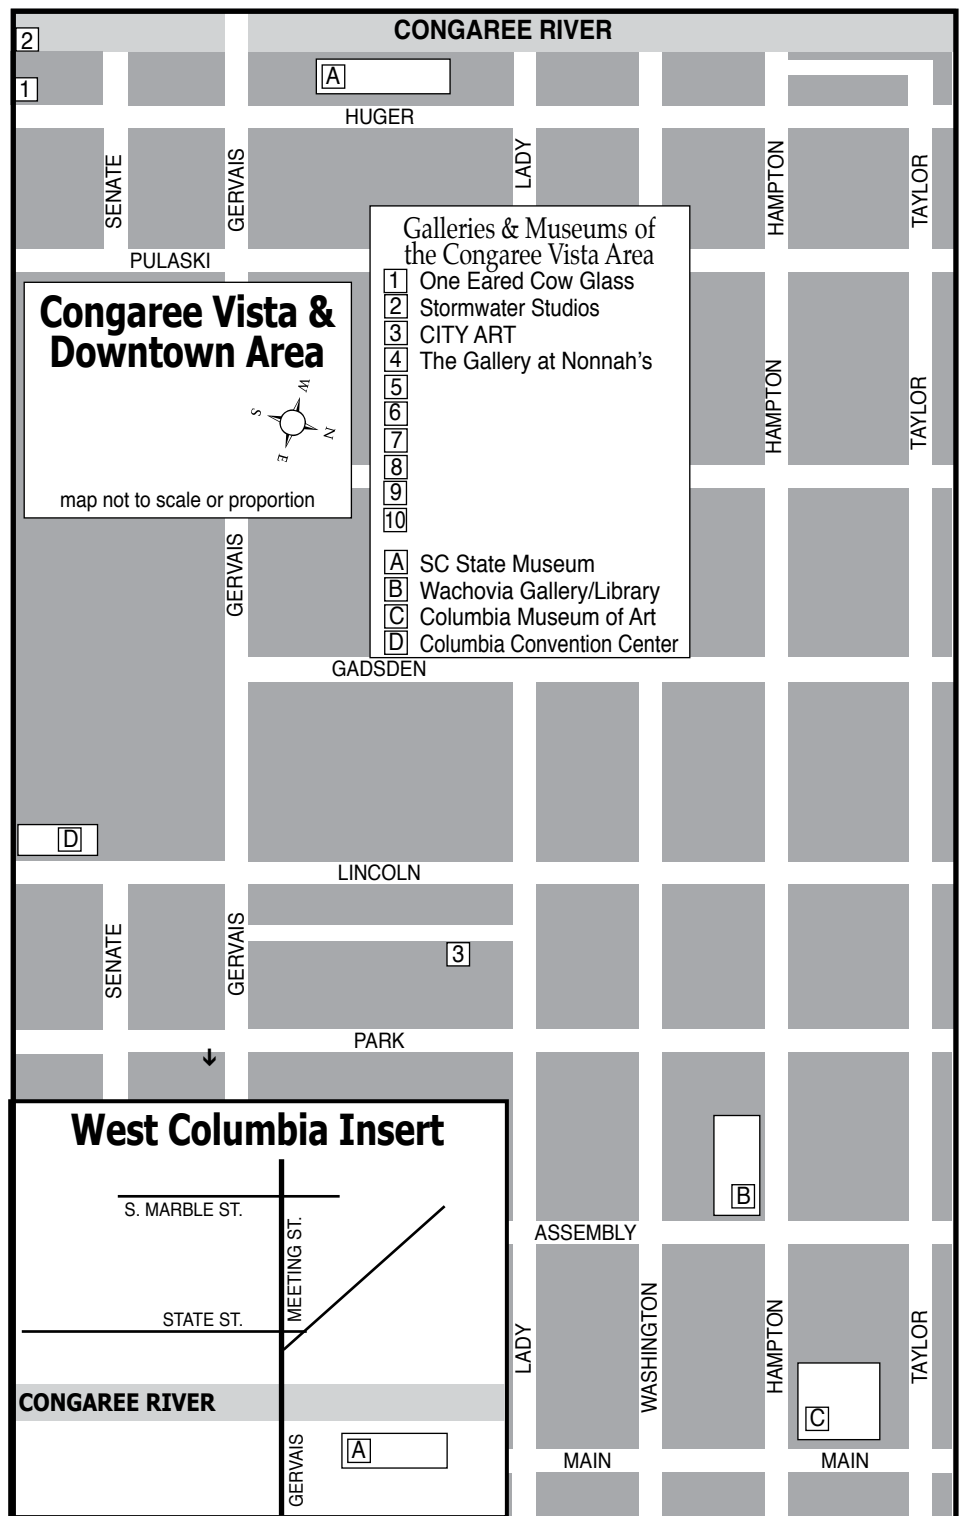 CONGAREE RIVER
2
1
A
HUGER
SENATE
GERVAIS
LADY
HAMPTON
TAYLOR
PULASKI
Galleries & Museums of
the Congaree Vista Area
1 One Eared Cow Glass
2 Stormwater Studios
3 CITY ART
4 The Gallery at Nonnah's
5
6
7
8
9
10
A SC State Museum
B Wachovia Gallery/Library
C Columbia Museum of Art
D Columbia Convention Center
Congaree Vista &
Downtown Area
W
S
N
E
map not to scale or proportion
HAMPTON
TAYLOR
GERVAIS
GADSDEN
D
LINCOLN
SENATE
GERVAIS
3
PARK
West Columbia Insert
S. MARBLE ST.
MEETING ST.
STATE ST.
CONGAREE RIVER
GERVAIS
A
B
ASSEMBLY
LADY
WASHINGTON
HAMPTON
TAYLOR
C
MAIN
MAIN